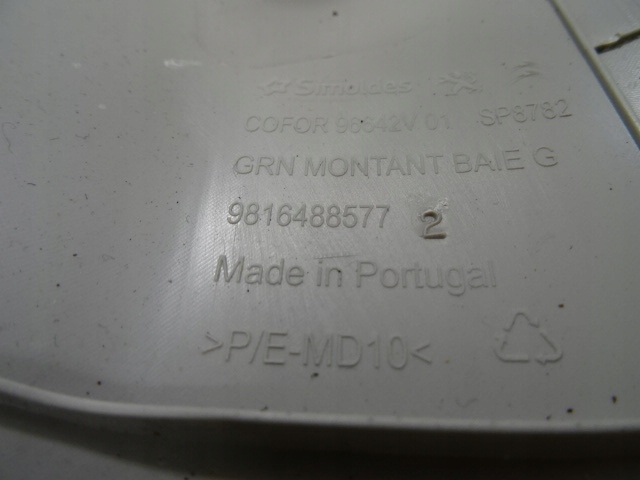 Simoldes
COFOR 96642V 01 SP8782
GRN MONTANT BAIE G
9816488577 2
Made in Portugal
>P/E-MD10<